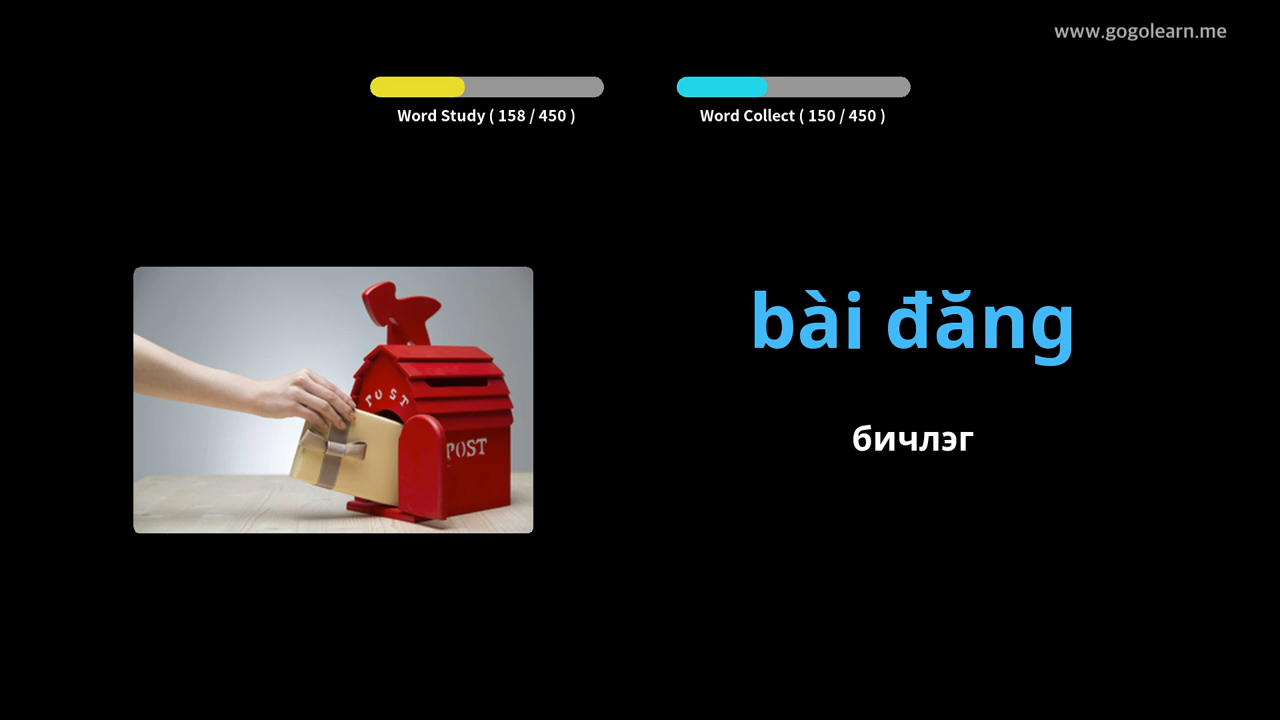 www.gogolearn.me
Word Study ( 158 / 450 )
Word Collect ( 150 / 450 )
POST
POST
bài đăng
бичлэг